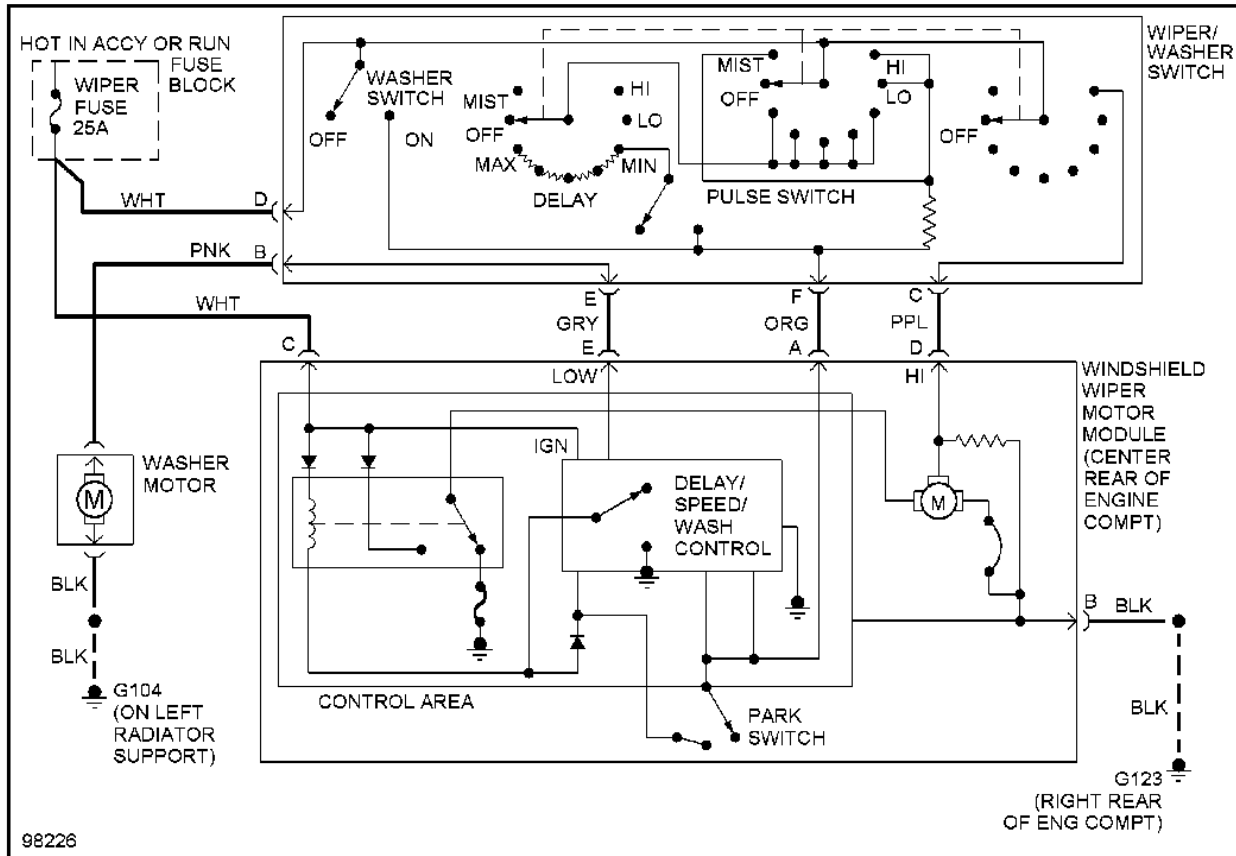 HOT IN ACCY OR RUN
FUSE
BLOCK
WIPER
FUSE
25A
WIPER/
WASHER
SWITCH
WASHER
SWITCH
OFF
ON
MIST
OFF
MAX
DELAY
MIN
HI
LO
MIST
OFF
HI
LO
PULSE SWITCH
OFF
WHT
D
PNK
B
WHT
E
F
C
GRY
ORG
PPL
C
E
A
D
LOW
HI
WINDSHIELD
WIPER
MOTOR
MODULE
(CENTER
REAR OF
ENGINE
COMPT)
IGN
DELAY/
SPEED/
WASH
CONTROL
M
WASHER
MOTOR
M
BLK
BLK
G104
(ON LEFT
RADIATOR
SUPPORT)
CONTROL AREA
PARK
SWITCH
B
BLK
BLK
G123
(RIGHT REAR
OF ENG COMPT)
98226